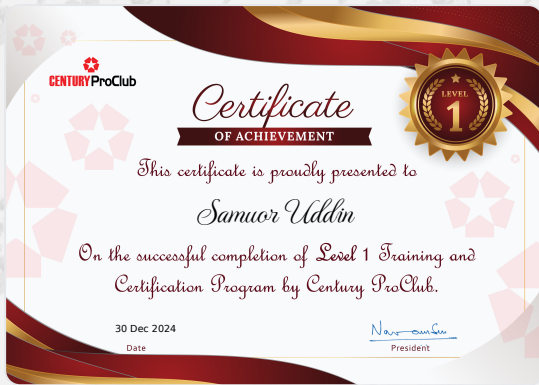 CENTURY ProClub
Certificate
OF ACHIEVEMENT
LEVEL
1
This certificate is proudly presented to
Samuor Uddin
On the successful completion of Level 1 Training and
Certification Program by Century ProClub.
30 Dec 2024
Date
President